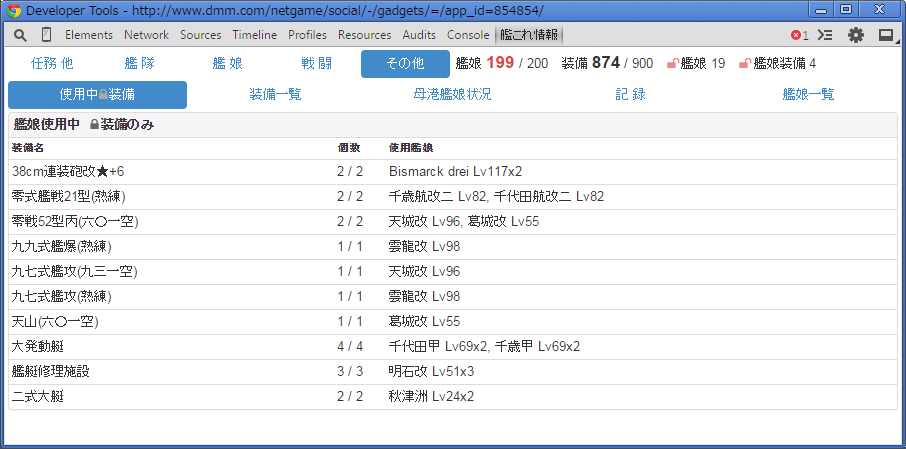 Developer Tools - http://www.dmm.com/netgame/social/-/gadgets/=/app_id=854854/
Elements Network Sources Timeline Profiles Resources Audits Console 艦これ情報 1
任務 他 艦 隊 艦 娘 戦 闘 その他 艦娘 199 / 200 装備 874 / 900 艦娘 19 艦娘装備 4
使用中装備 装備一覧 母港艦娘状況 記 録 艦娘一覧
艦娘使用中 装備のみ
装備名 個数 使用艦娘
38cm連装砲改★+6 2 / 2 Bismarck drei Lv117x2
零式艦戦21型(熟練) 2 / 2 千歳航改二 Lv82, 千代田航改二 Lv82
零戦52型丙(六〇一空) 2 / 2 天城改 Lv96, 葛城改 Lv55
九九式艦爆(熟練) 1 / 1 雲龍改 Lv98
九七式艦攻(九三一空) 1 / 1 天城改 Lv96
九七式艦攻(熟練) 1 / 1 雲龍改 Lv98
天山(六〇一空) 1 / 1 葛城改 Lv55
大発動艇 4 / 4 千代田甲 Lv69x2, 千歳甲 Lv69x2
艦艇修理施設 3 / 3 明石改 Lv51x3
二式大艇 2 / 2 秋津洲 Lv24x2